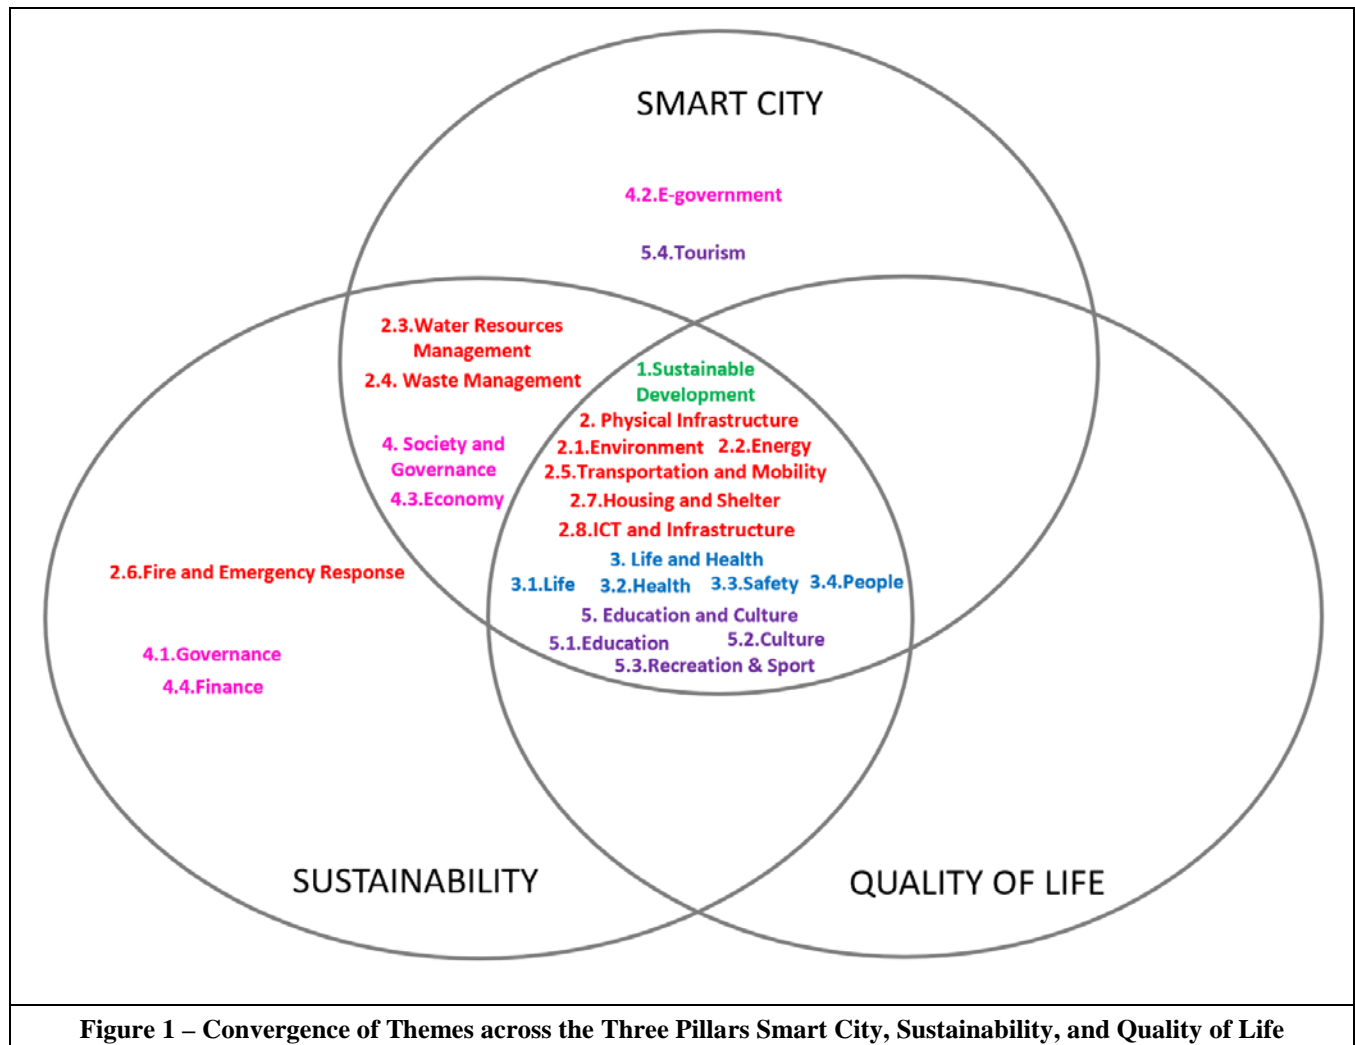 SMART CITY
4.2.E-government
5.4.Tourism
2.3.Water Resources
Management
2.4. Waste Management
4. Society and
Governance
4.3.Economy
1.Sustainable
Development
2. Physical Infrastructure
2.1.Environment 2.2.Energy
2.5.Transportation and Mobility
2.7.Housing and Shelter
2.8.ICT and Infrastructure
3. Life and Health
3.1.Life 3.2.Health 3.3.Safety 3.4.People
5. Education and Culture
5.1.Education 5.2.Culture
5.3.Recreation & Sport
2.6.Fire and Emergency Response
4.1.Governance
4.4.Finance
SUSTAINABILITY
QUALITY OF LIFE
Figure 1 – Convergence of Themes across the Three Pillars Smart City, Sustainability, and Quality of Life